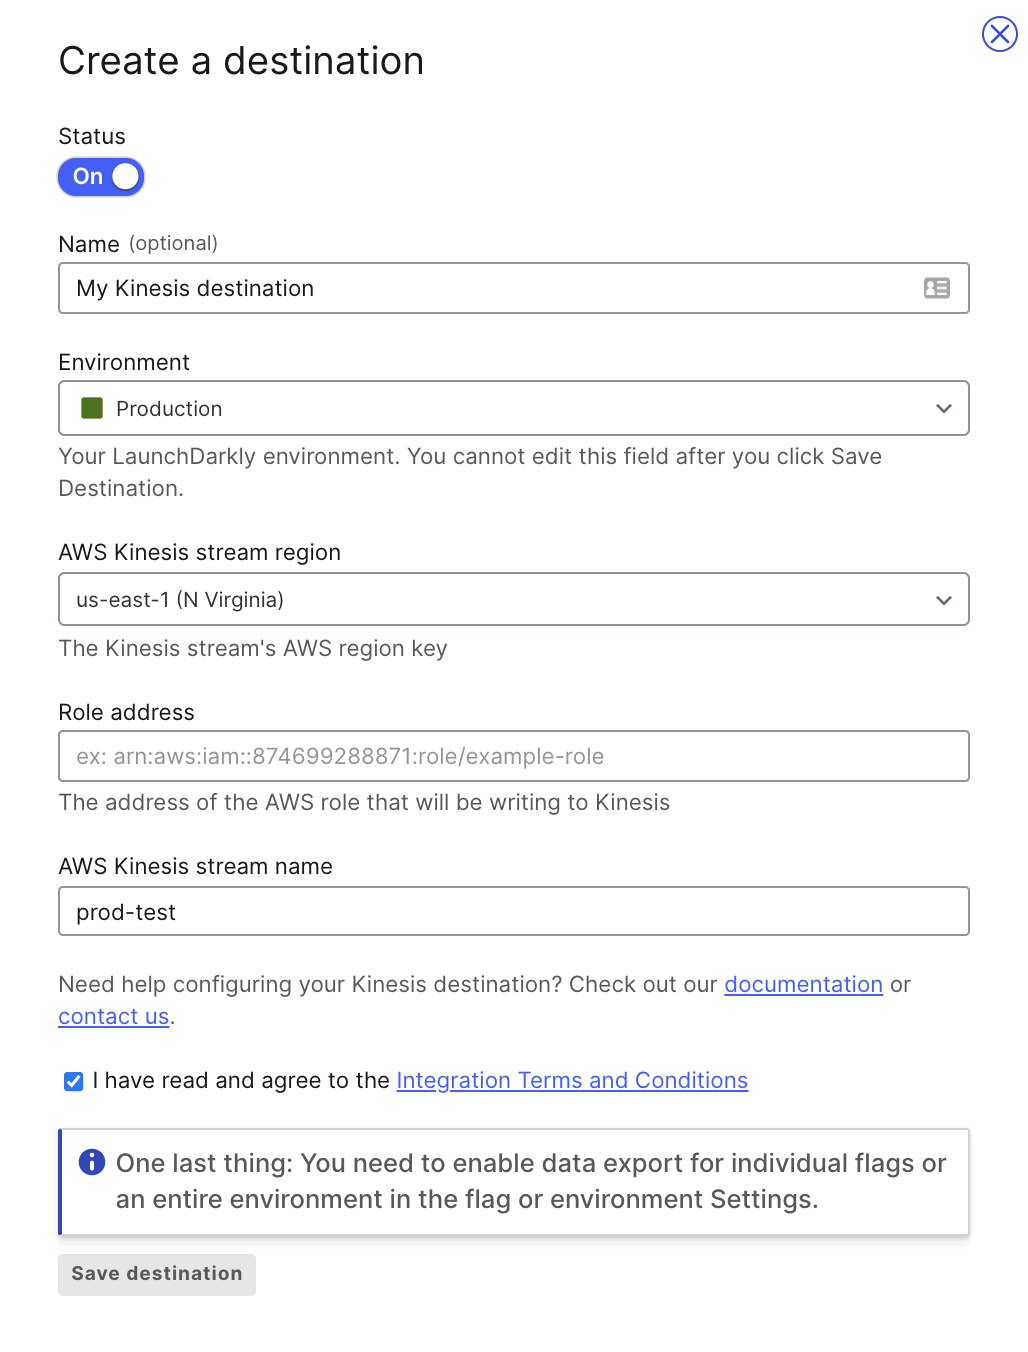 Create a destination
Status
On
Name (optional)
My Kinesis destination
Environment
Production
Your LaunchDarkly environment. You cannot edit this field after you click Save
Destination.
AWS Kinesis stream region
us-east-1 (N Virginia)
The Kinesis stream's AWS region key
Role address
ex: arn:aws:iam::874699288871:role/example-role
The address of the AWS role that will be writing to Kinesis
AWS Kinesis stream name
prod-test
Need help configuring your Kinesis destination? Check out our documentation or
contact us.
I have read and agree to the Integration Terms and Conditions
One last thing: You need to enable data export for individual flags or
an entire environment in the flag or environment Settings.
Save destination